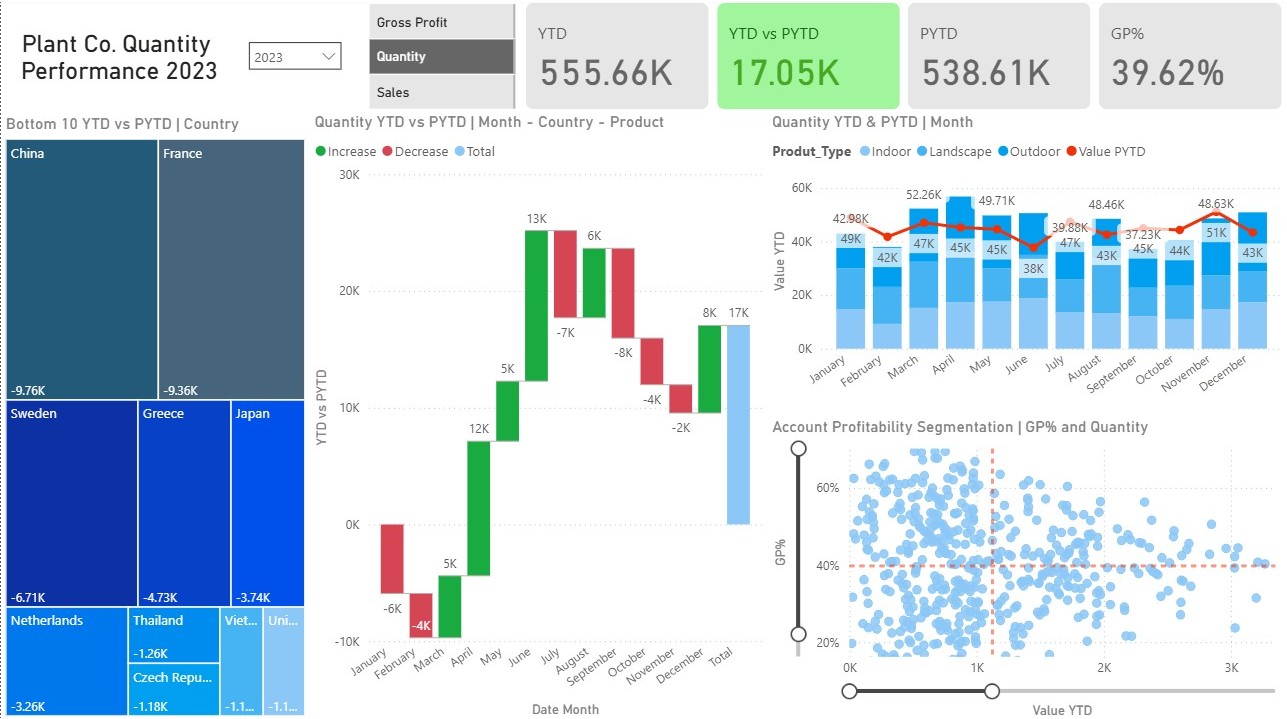 Plant Co. Quantity
Performance 2023
2023
Gross Profit
Quantity
Sales
YTD
555.66K
YTD vs PYTD
17.05K
PYTD
538.61K
GP%
39.62%
Bottom 10 YTD vs PYTD | Country
China
-9.76K
France
-9.36K
Sweden
-6.71K
Greece
-4.73K
Japan
-3.74K
Netherlands
-3.26K
Thailand
-1.26K
Czech Repu...
-1.18K
Viet...
-1.1...
Uni...
-1.1...
Quantity YTD vs PYTD | Month - Country - Product
Increase Decrease Total
YTD vs PYTD
30K
20K
10K
0K
-10K
-6K
-4K
5K
12K
5K
13K
-7K
6K
-8K
-4K
-2K
8K
17K
January
February
March
April
May
June
July
August
September
October
November
December
Total
Date Month
Quantity YTD & PYTD | Month
Produt_Type Indoor Landscape Outdoor Value PYTD
Value YTD
60K
40K
20K
0K
42.98K
52.26K
49.71K
39.88K
48.46K
37.23K
48.63K
49K
42K
47K
45K
45K
38K
47K
43K
45K
44K
51K
43K
January
February
March
April
May
June
July
August
September
October
November
December
Account Profitability Segmentation | GP% and Quantity
GP%
60%
40%
20%
0K
1K
2K
3K
Value YTD